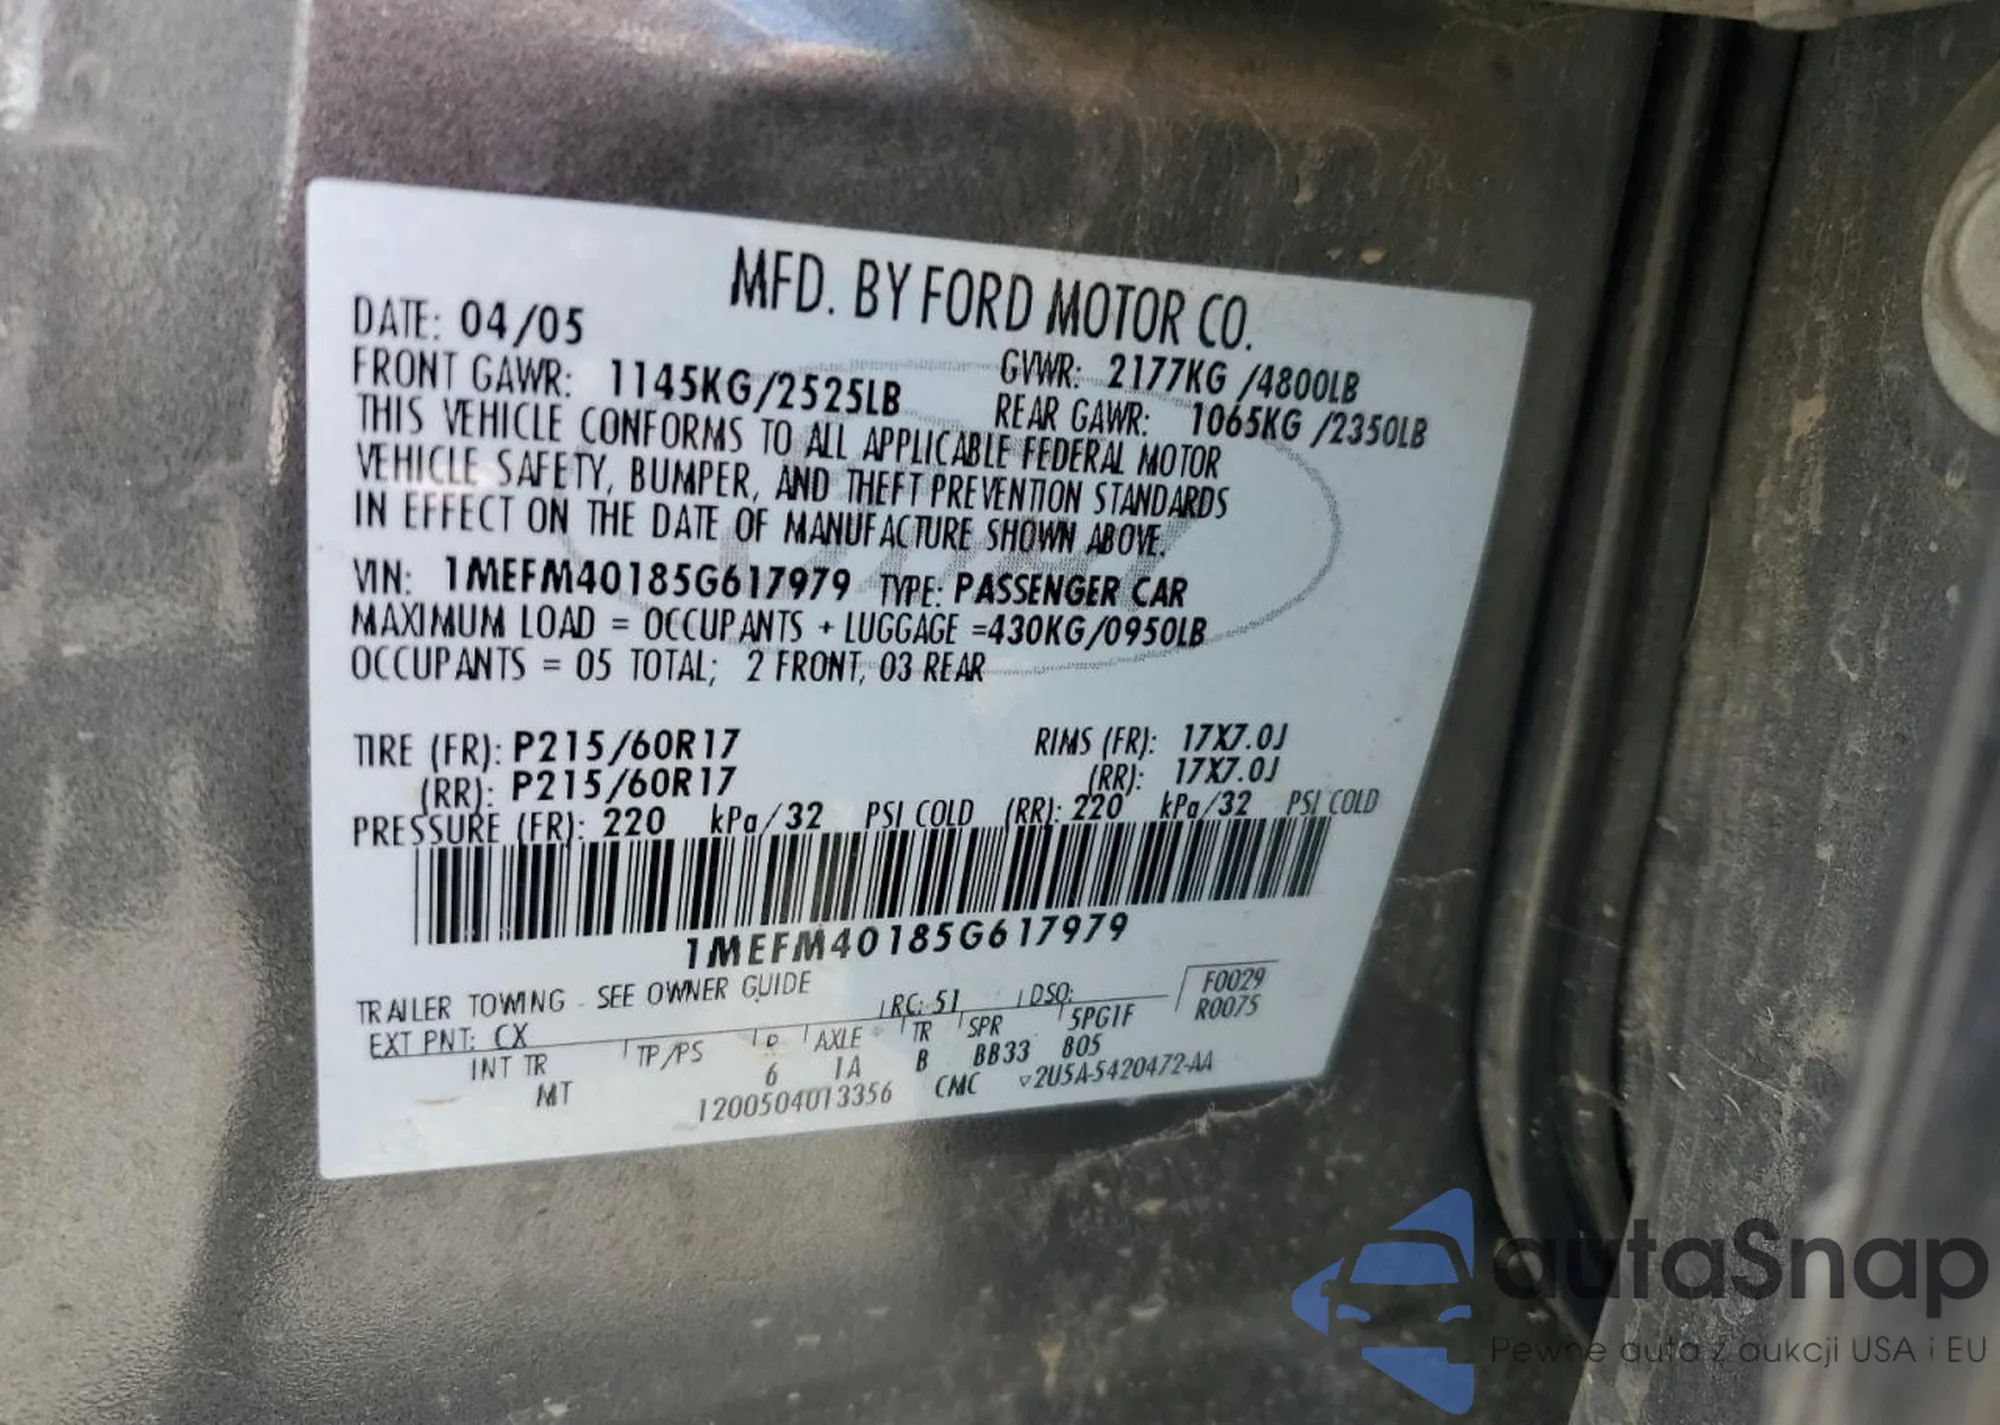 MFD. BY FORD MOTOR CO.
DATE: 04/05
GVWR: 2177KG /4800LB
FRONT GAWR: 1145KG/2525LB
REAR GAWR: 1065KG /2350LB
THIS VEHICLE CONFORMS TO ALL APPLICABLE FEDERAL MOTOR
VEHICLE SAFETY, BUMPER, AND THEFT PREVENTION STANDARDS
IN EFFECT ON THE DATE OF MANUFACTURE SHOWN ABOVE.
VIN: 1MEFM40185G617979 TYPE: PASSENGER CAR
MAXIMUM LOAD = OCCUPANTS + LUGGAGE =430KG/0950LB
OCCUPANTS = 05 TOTAL; 2 FRONT, 03 REAR
TIRE (FR): P215/60R17 RIMS (FR): 17X7.0J
(RR): P215/60R17 (RR): 17X7.0J
PRESSURE (FR): 220 kPa/32 PSI COLD (RR): 220 kPa/32 PSI COLD
1MEFM40185G617979
TRAILER TOWING - SEE OWNER GUIDE
EXT PNT: CX RC: 51 DSO: F0029
R0075
INT TR TP/PS R AXLE TR SPR 5PG1F
MT 6 1A B BB33 B05
1200504013356 CMC ▿2U5A-5420472-AA
autaSnap
Pewne auta z aukcji USA i EU